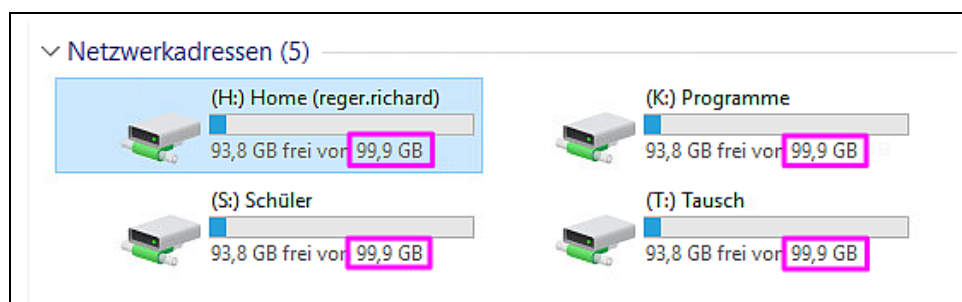 Netzwerkadressen (5)
(H:) Home (reger.richard)
93,8 GB frei von 99,9 GB
(K:) Programme
93,8 GB frei von 99,9 GB
(S:) Schüler
93,8 GB frei von 99,9 GB
(T:) Tausch
93,8 GB frei von 99,9 GB